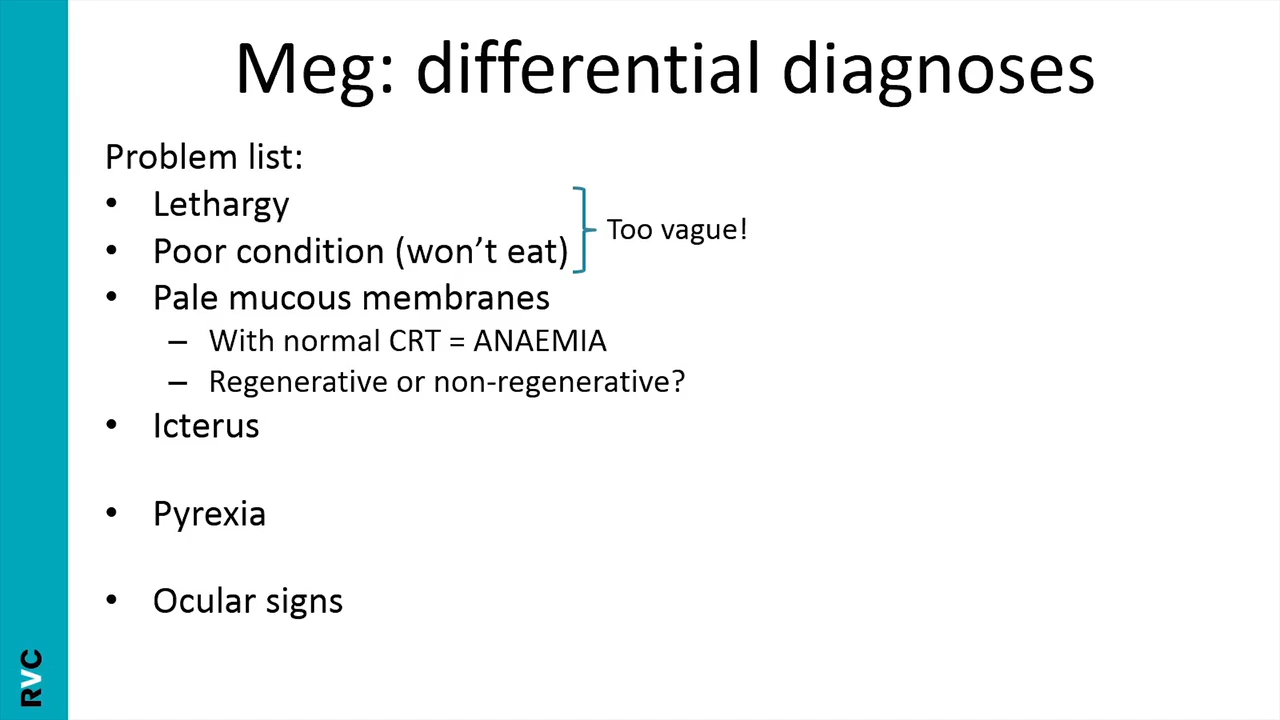 Meg: differential diagnoses
Problem list:
• Lethargy
• Poor condition (won’t eat)
Too vague!
• Pale mucous membranes
– With normal CRT = ANAEMIA
– Regenerative or non-regenerative?
• Icterus
• Pyrexia
• Ocular signs
RVC